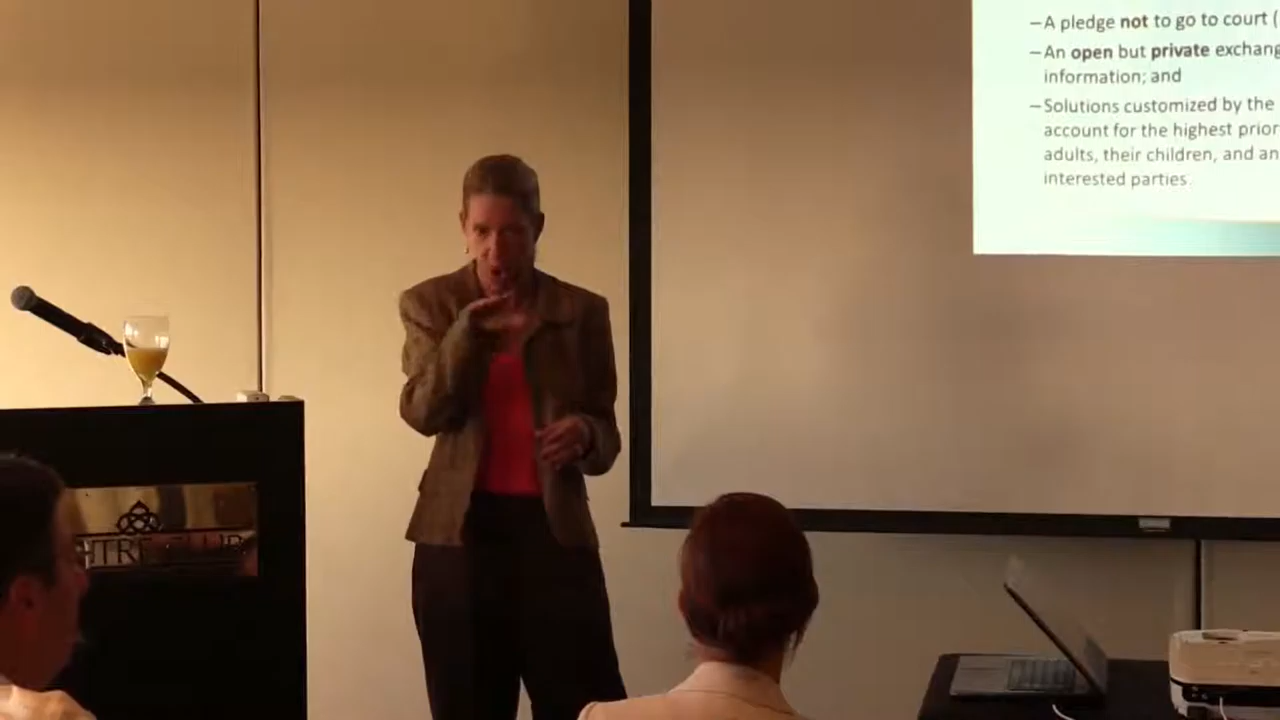 –A pledge not to go to court (
–An open but private exchang
information; and
–Solutions customized by the
account for the highest prior
adults, their children, and an
interested parties.